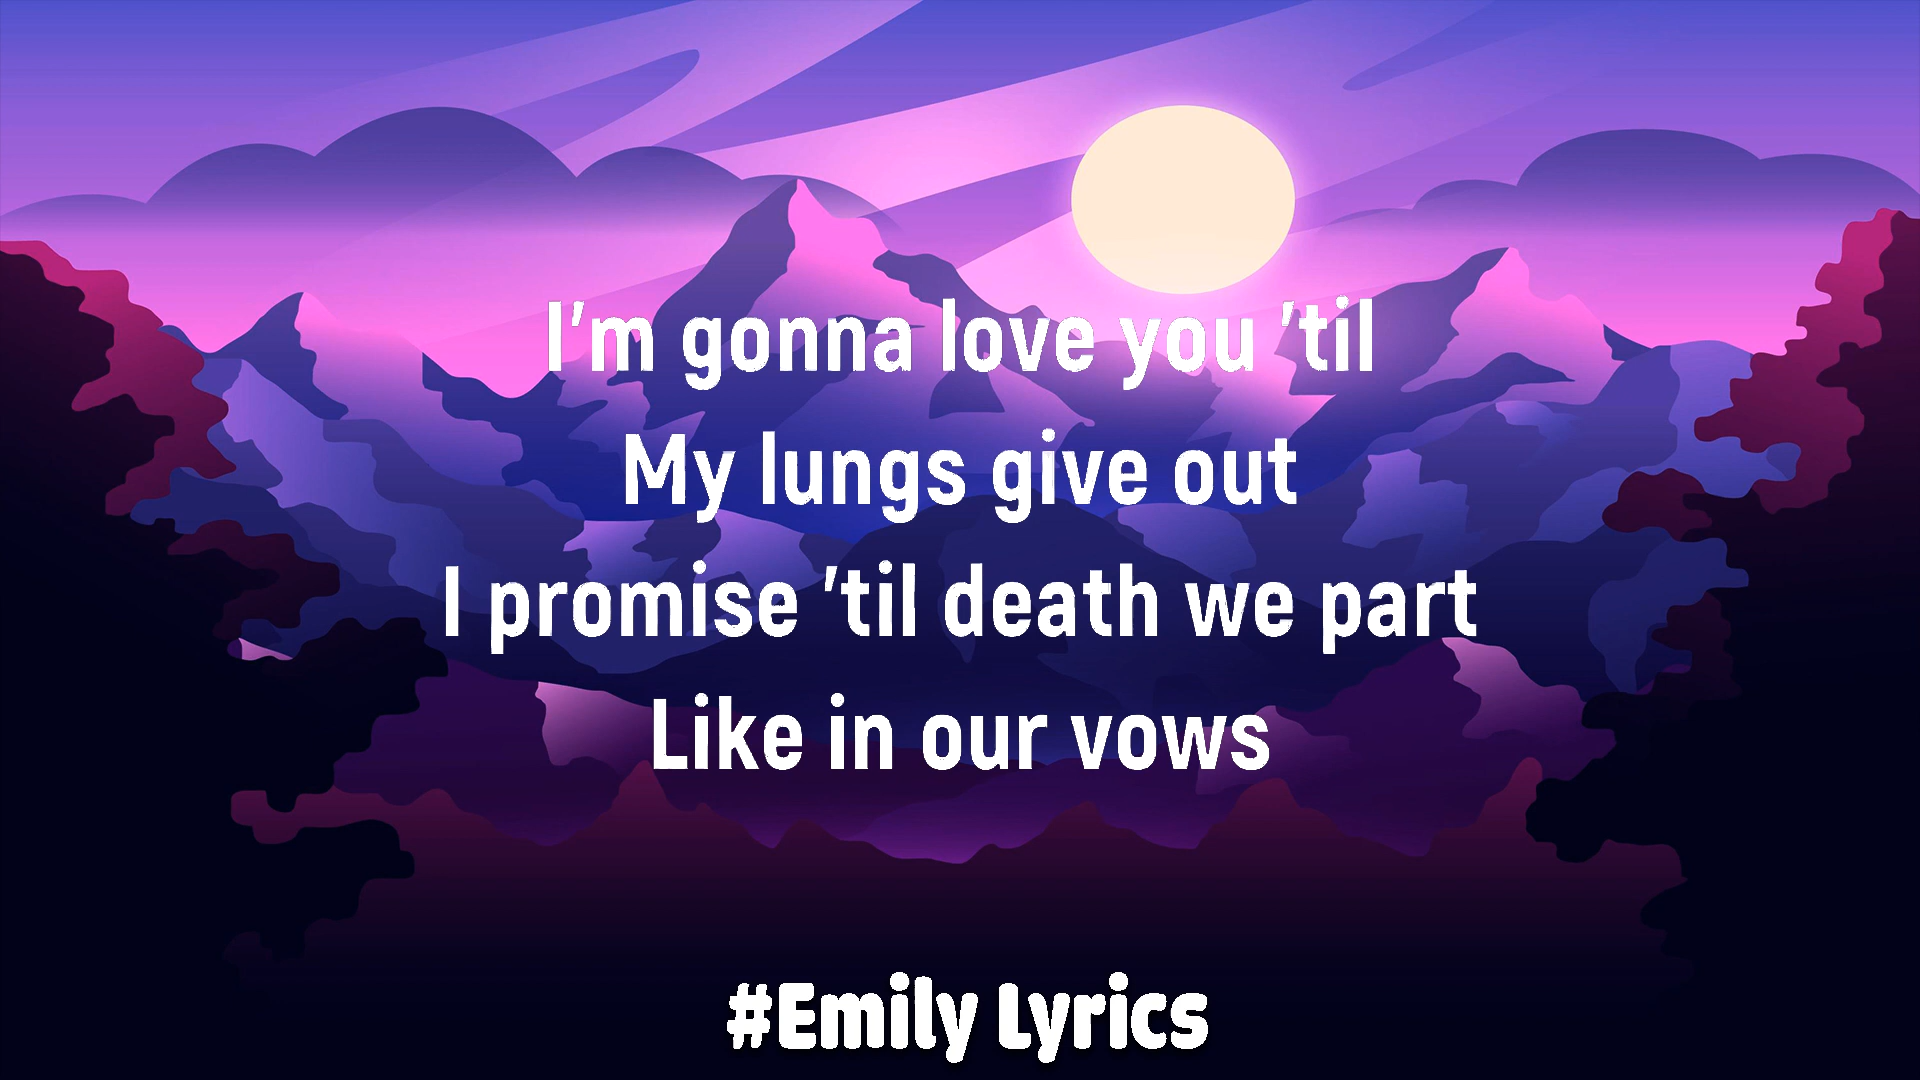 I'm gonna love you 'til
My lungs give out
I promise 'til death we part
Like in our vows
#Emily Lyrics